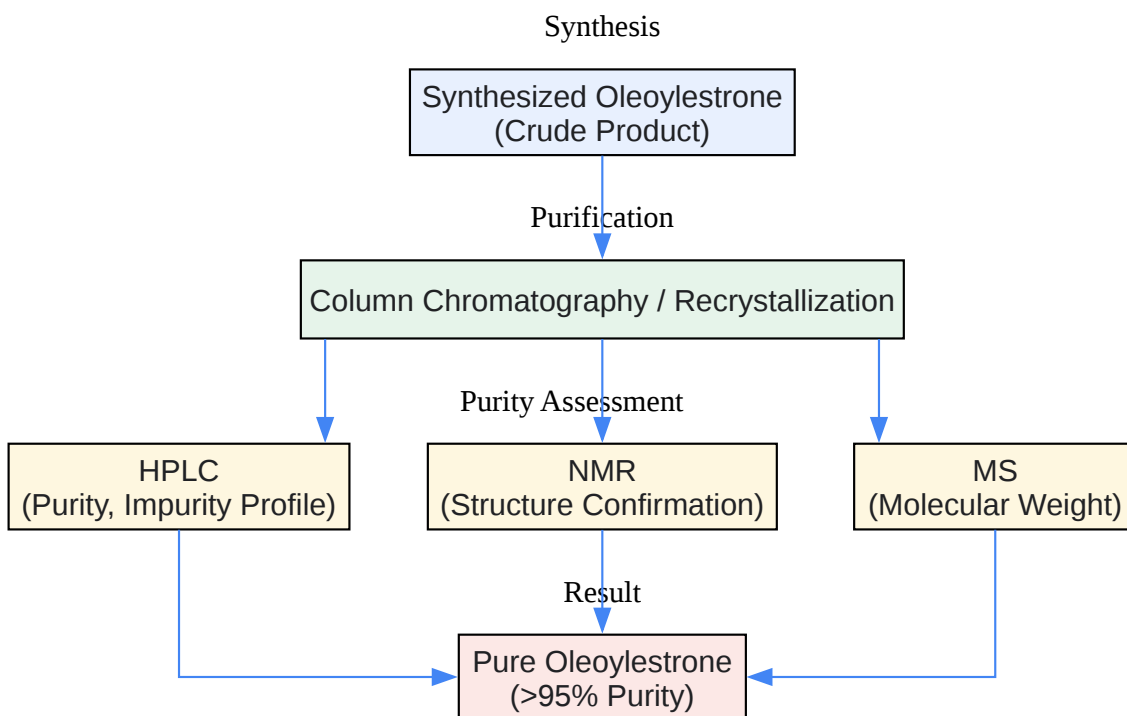 Synthesis
Synthesized Oleoylestrone
(Crude Product)
Purification
Column Chromatography / Recrystallization
Purity Assessment
HPLC
(Purity, Impurity Profile)
NMR
(Structure Confirmation)
MS
(Molecular Weight)
Result
Pure Oleoylestrone
(>95% Purity)